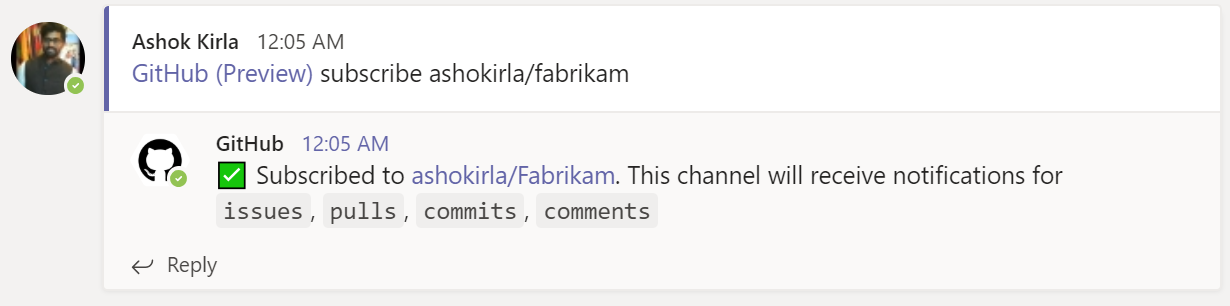 Ashok Kirla 12:05 AM
GitHub (Preview) subscribe ashokirla/fabrikam
GitHub 12:05 AM
✅ Subscribed to ashokirla/Fabrikam. This channel will receive notifications for
issues, pulls, commits, comments
Reply